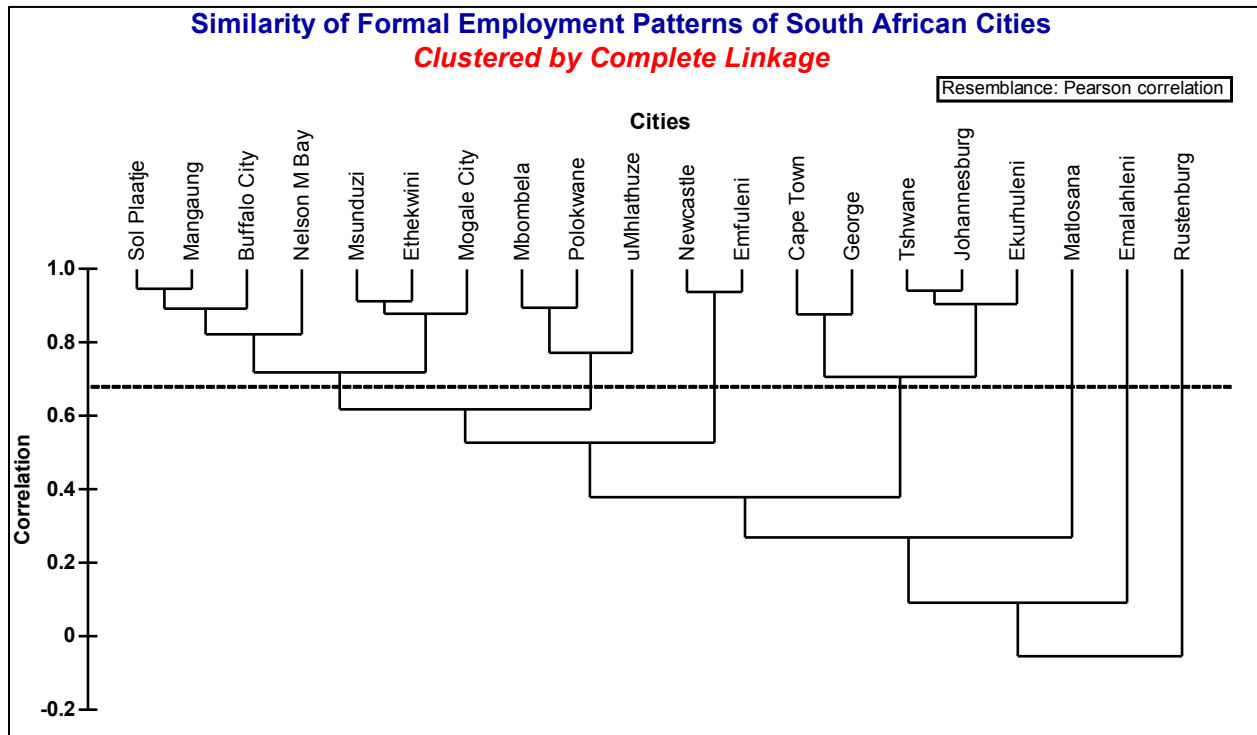 Similarity of Formal Employment Patterns of South African Cities
Clustered by Complete Linkage
Resemblance: Pearson correlation
Cities
Sol Plaatje
Mangaung
Buffalo City
Nelson M Bay
Msunduzi
Ethekwini
Mogale City
Mbombela
Polokwane
uMhlathuze
Newcastle
Emfuleni
Cape Town
George
Tshwane
Johannesburg
Ekurhuleni
Matlosana
Emalahleni
Rustenburg
1.0
0.8
0.6
0.4
0.2
0
-0.2
Correlation